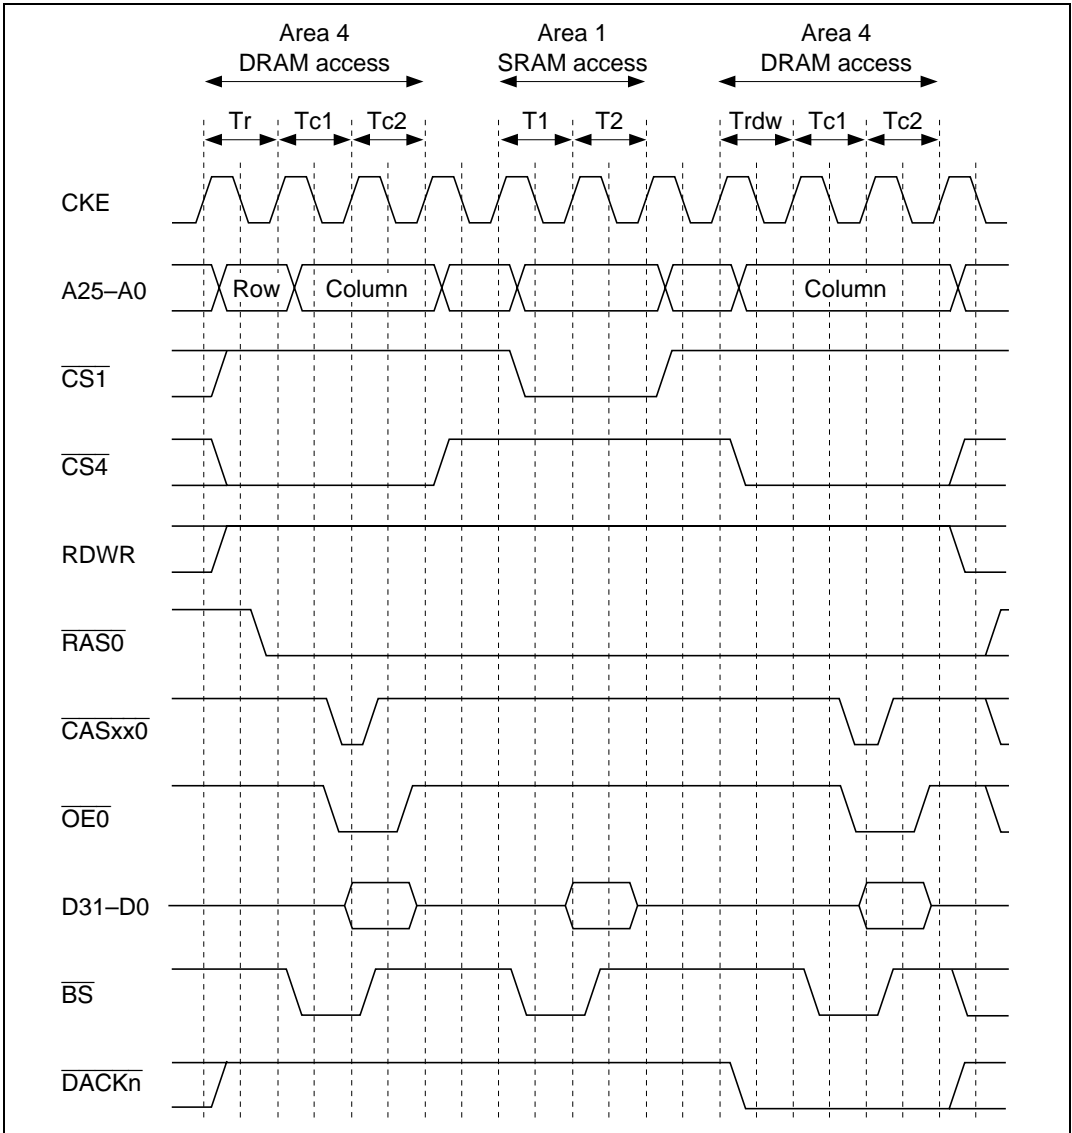 Area 4 Area 1 Area 4
DRAM access SRAM access DRAM access
Tr Tc1 Tc2 T1 T2 Trdw Tc1 Tc2
CKE
A25–A0 Row Column Column
CS1
CS4
RDWR
RAS0
CASxx0
OE0
D31–D0
BS
DACKn